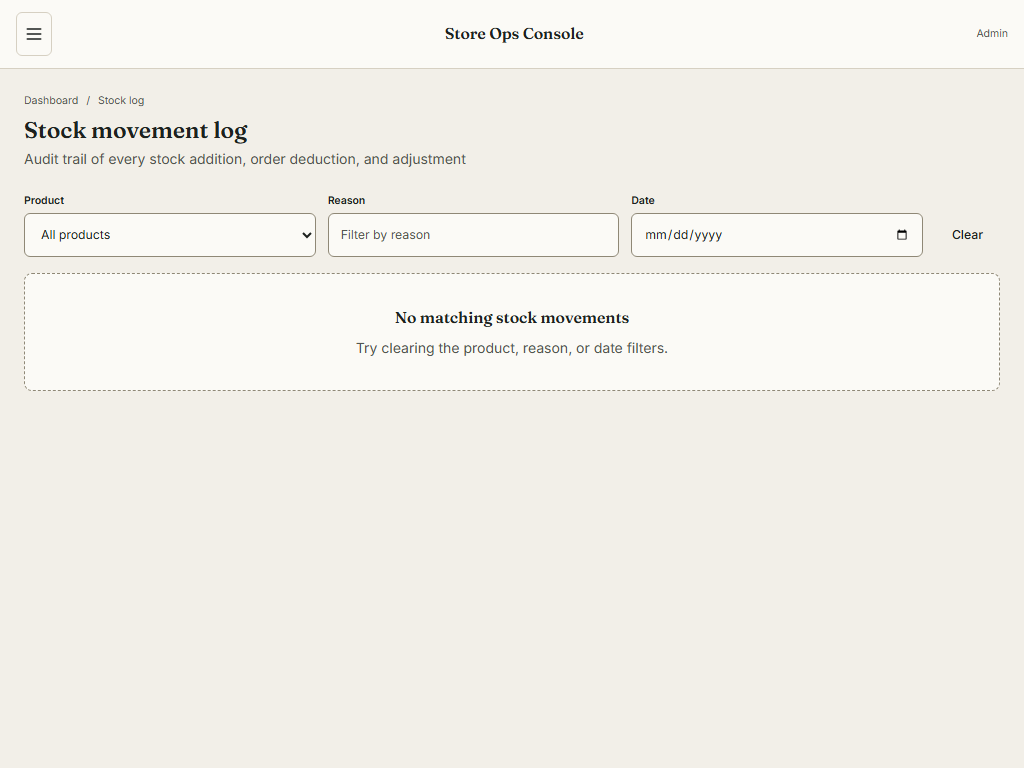 Store Ops Console
Admin
Dashboard / Stock log
Stock movement log
Audit trail of every stock addition, order deduction, and adjustment
Product
Reason
Date
All products
Filter by reason
mm/dd/yyyy
Clear
No matching stock movements
Try clearing the product, reason, or date filters.